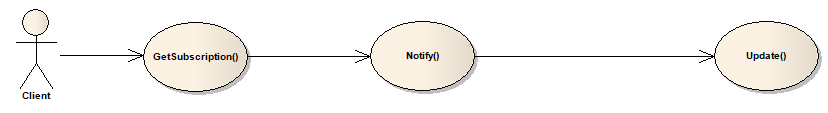 GetSubscription()
Notify()
Update()
Client